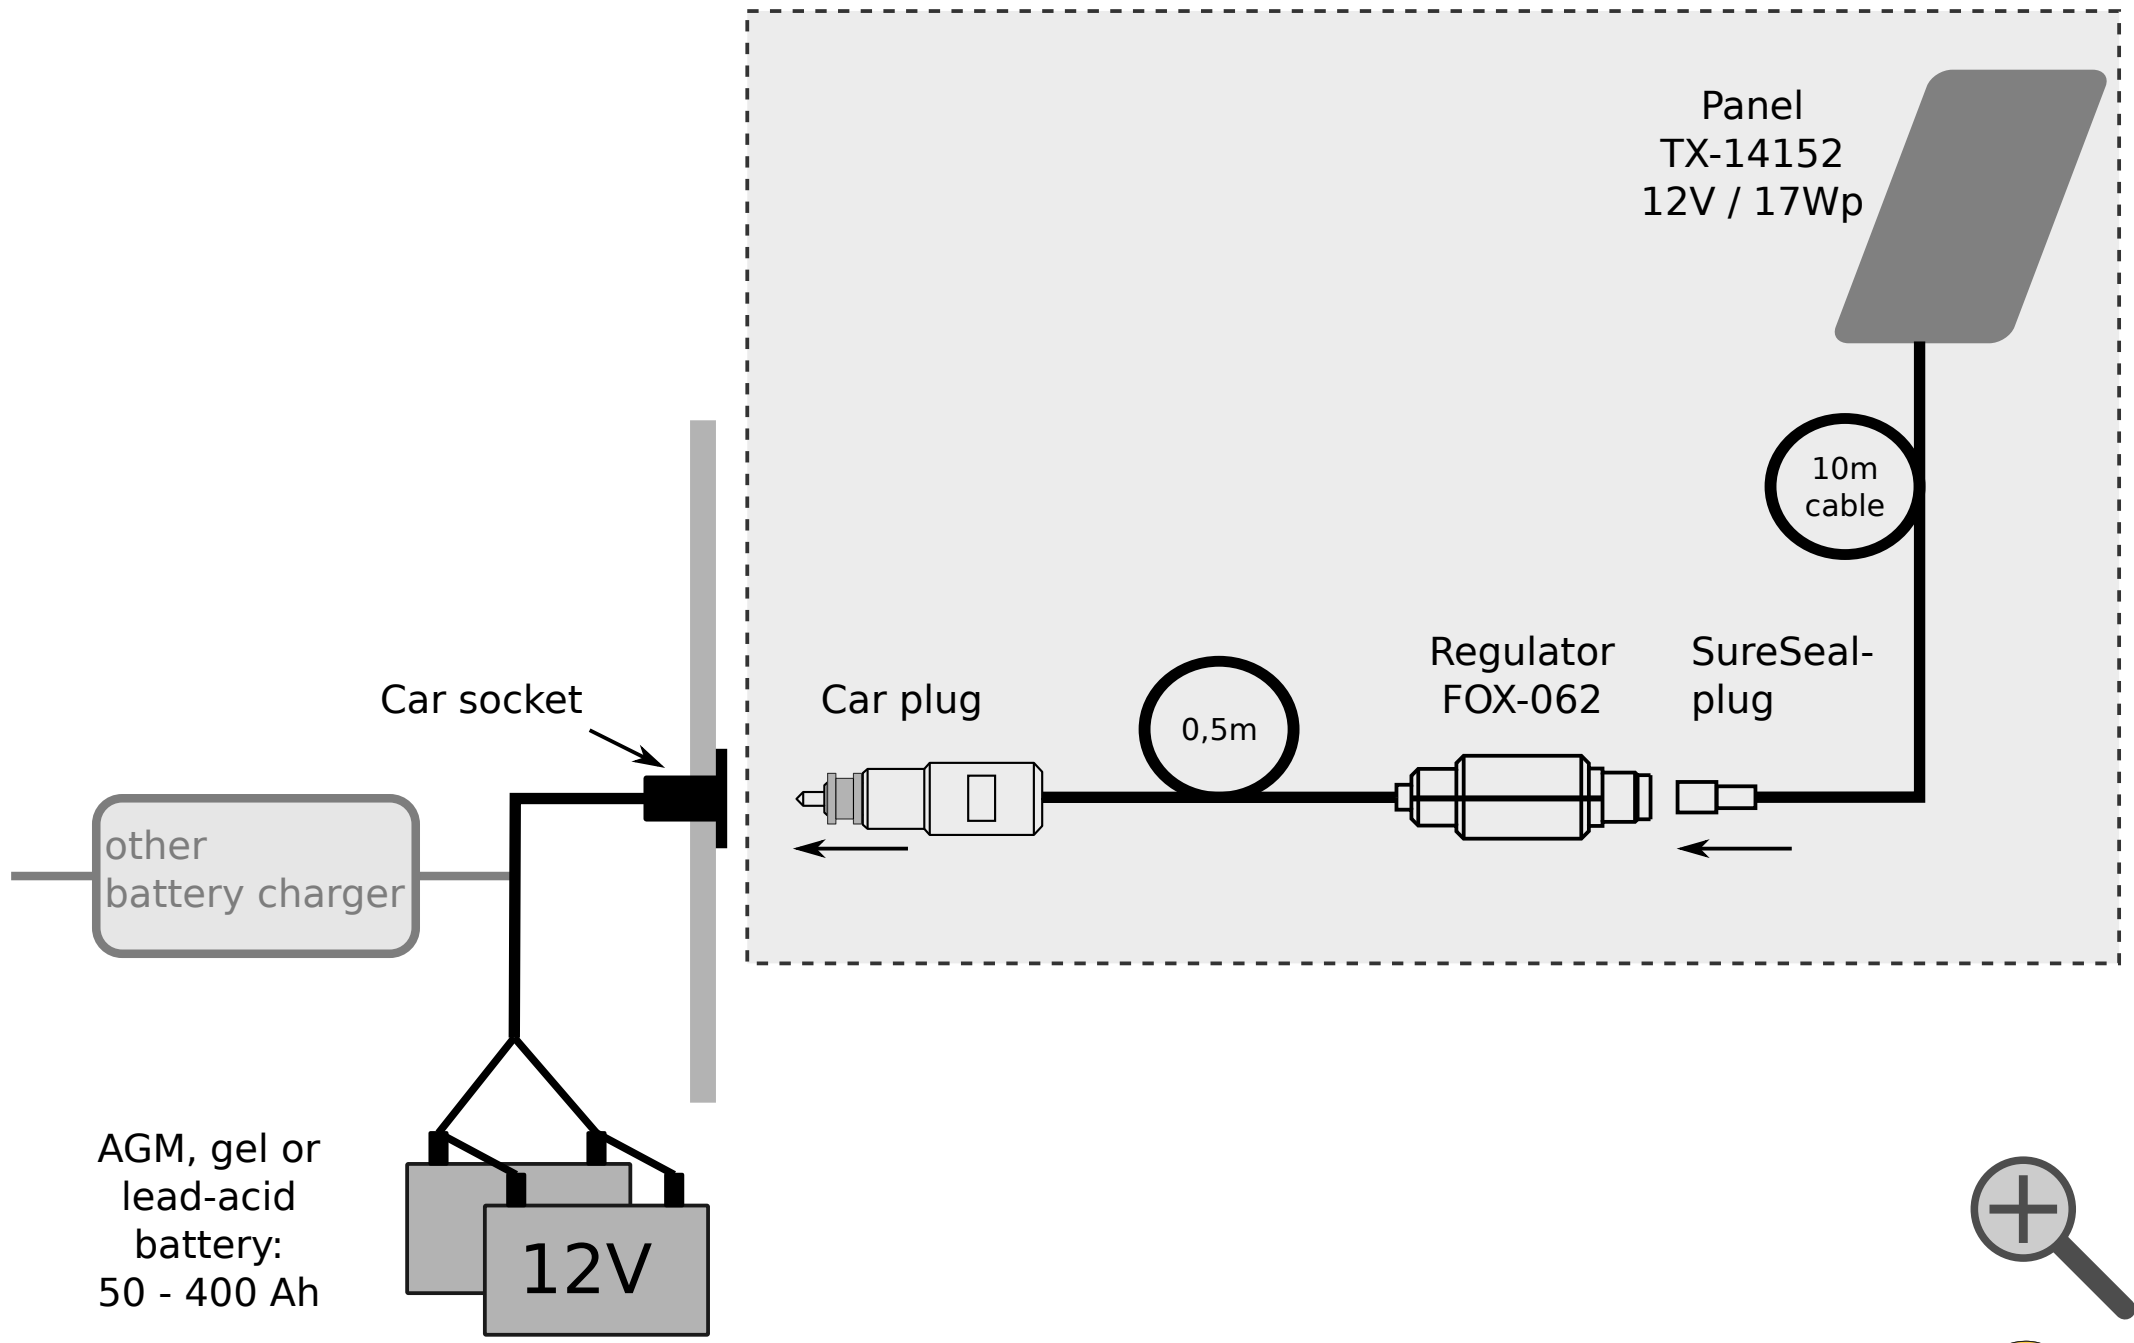 Panel
TX-14152
12V / 17Wp
10m
cable
Regulator
FOX-062
SureSeal-
plug
Car socket
Car plug
0,5m
other
battery charger
AGM, gel or
lead-acid
battery:
50 - 400 Ah
12V